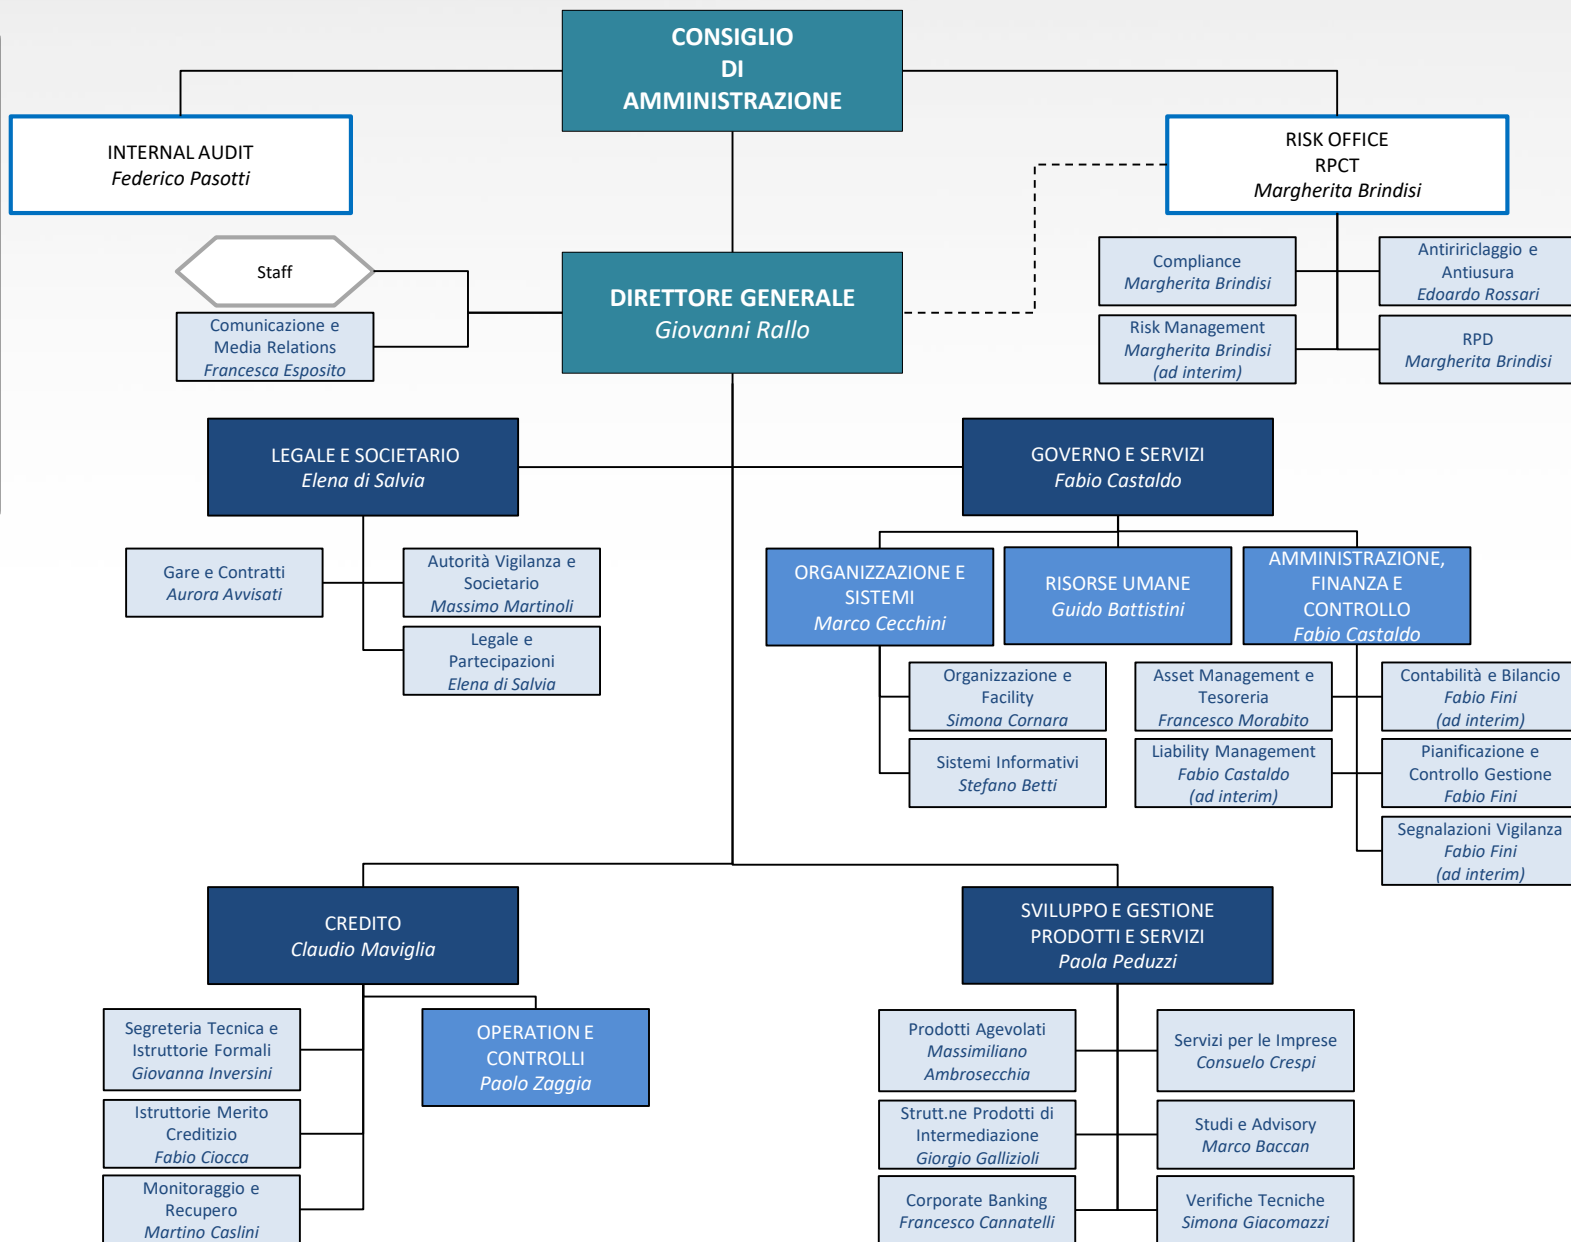 CONSIGLIO
DI
AMMINISTRAZIONE
INTERNAL AUDIT
Federico Pasotti
RISK OFFICE
RPCT
Margherita Brindisi
Staff
Comunicazione e
Media Relations
Francesca Esposito
DIRETTORE GENERALE
Giovanni Rallo
Compliance
Margherita Brindisi
Antiririclaggio e
Antiusura
Edoardo Rossari
Risk Management
Margherita Brindisi
(ad interim)
RPD
Margherita Brindisi
LEGALE E SOCIETARIO
Elena di Salvia
GOVERNO E SERVIZI
Fabio Castaldo
Gare e Contratti
Aurora Avvisati
Autorità Vigilanza e
Societario
Massimo Martinoli
Legale e
Partecipazioni
Elena di Salvia
ORGANIZZAZIONE E
SISTEMI
Marco Cecchini
RISORSE UMANE
Guido Battistini
AMMINISTRAZIONE,
FINANZA E
CONTROLLO
Fabio Castaldo
Organizzazione e
Facility
Simona Cornara
Sistemi Informativi
Stefano Betti
Asset Management e
Tesoreria
Francesco Morabito
Contabilità e Bilancio
Fabio Fini
(ad interim)
Liability Management
Fabio Castaldo
(ad interim)
Pianificazione e
Controllo Gestione
Fabio Fini
Segnalazioni Vigilanza
Fabio Fini
(ad interim)
CREDITO
Claudio Maviglia
SVILUPPO E GESTIONE
PRODOTTI E SERVIZI
Paola Peduzzi
Segreteria Tecnica e
Istruttorie Formali
Giovanna Inversini
OPERATION E
CONTROLLI
Paolo Zaggia
Istruttorie Merito
Creditizio
Fabio Ciocca
Monitoraggio e
Recupero
Martino Caslini
Prodotti Agevolati
Massimiliano
Ambrosecchia
Servizi per le Imprese
Consuelo Crespi
Strutt.ne Prodotti di
Intermediazione
Giorgio Gallizioli
Studi e Advisory
Marco Baccan
Corporate Banking
Francesco Cannatelli
Verifiche Tecniche
Simona Giacomazzi